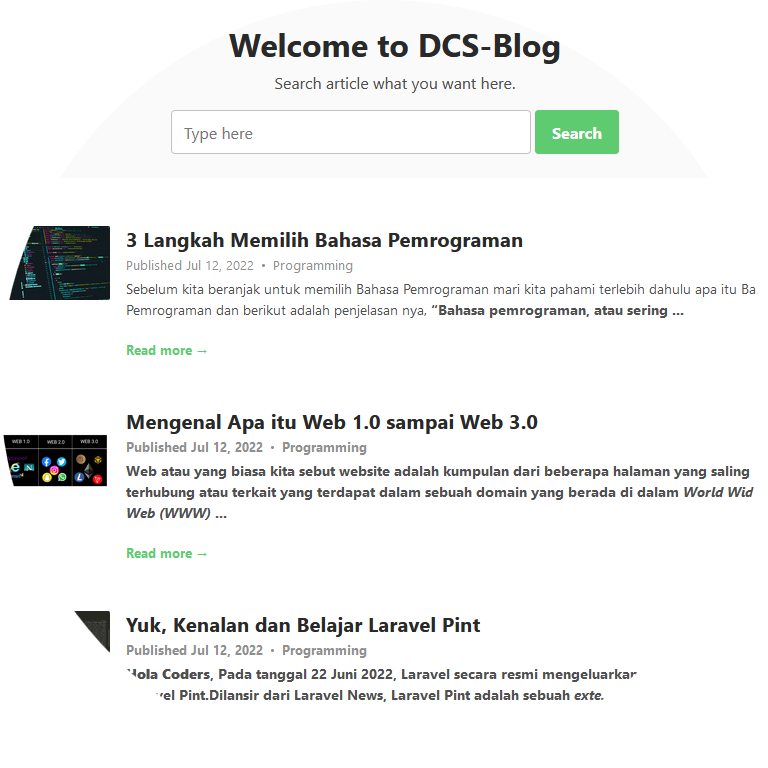 Welcome to DCS-Blog
Search article what you want here.
Type here
Search
3 Langkah Memilih Bahasa Pemrograman
Published Jul 12, 2022 • Programming
Sebelum kita beranjak untuk memilih Bahasa Pemrograman mari kita pahami terlebih dahulu apa itu Ba
Pemrograman dan berikut adalah penjelasan nya, “Bahasa pemrograman, atau sering ...
Read more →
Mengenal Apa itu Web 1.0 sampai Web 3.0
Published Jul 12, 2022 • Programming
WEB 1.0 WEB 2.0 WEB 3.0
Web atau yang biasa kita sebut website adalah kumpulan dari beberapa halaman yang saling
terhubung atau terkait yang terdapat dalam sebuah domain yang berada di dalam World Wid
Web (WWW) ...
Read more →
Yuk, Kenalan dan Belajar Laravel Pint
Published Jul 12, 2022 • Programming
Hola Coders, Pada tanggal 22 Juni 2022, Laravel secara resmi mengeluarkan
vel Pint.Dilansir dari Laravel News, Laravel Pint adalah sebuah exte.